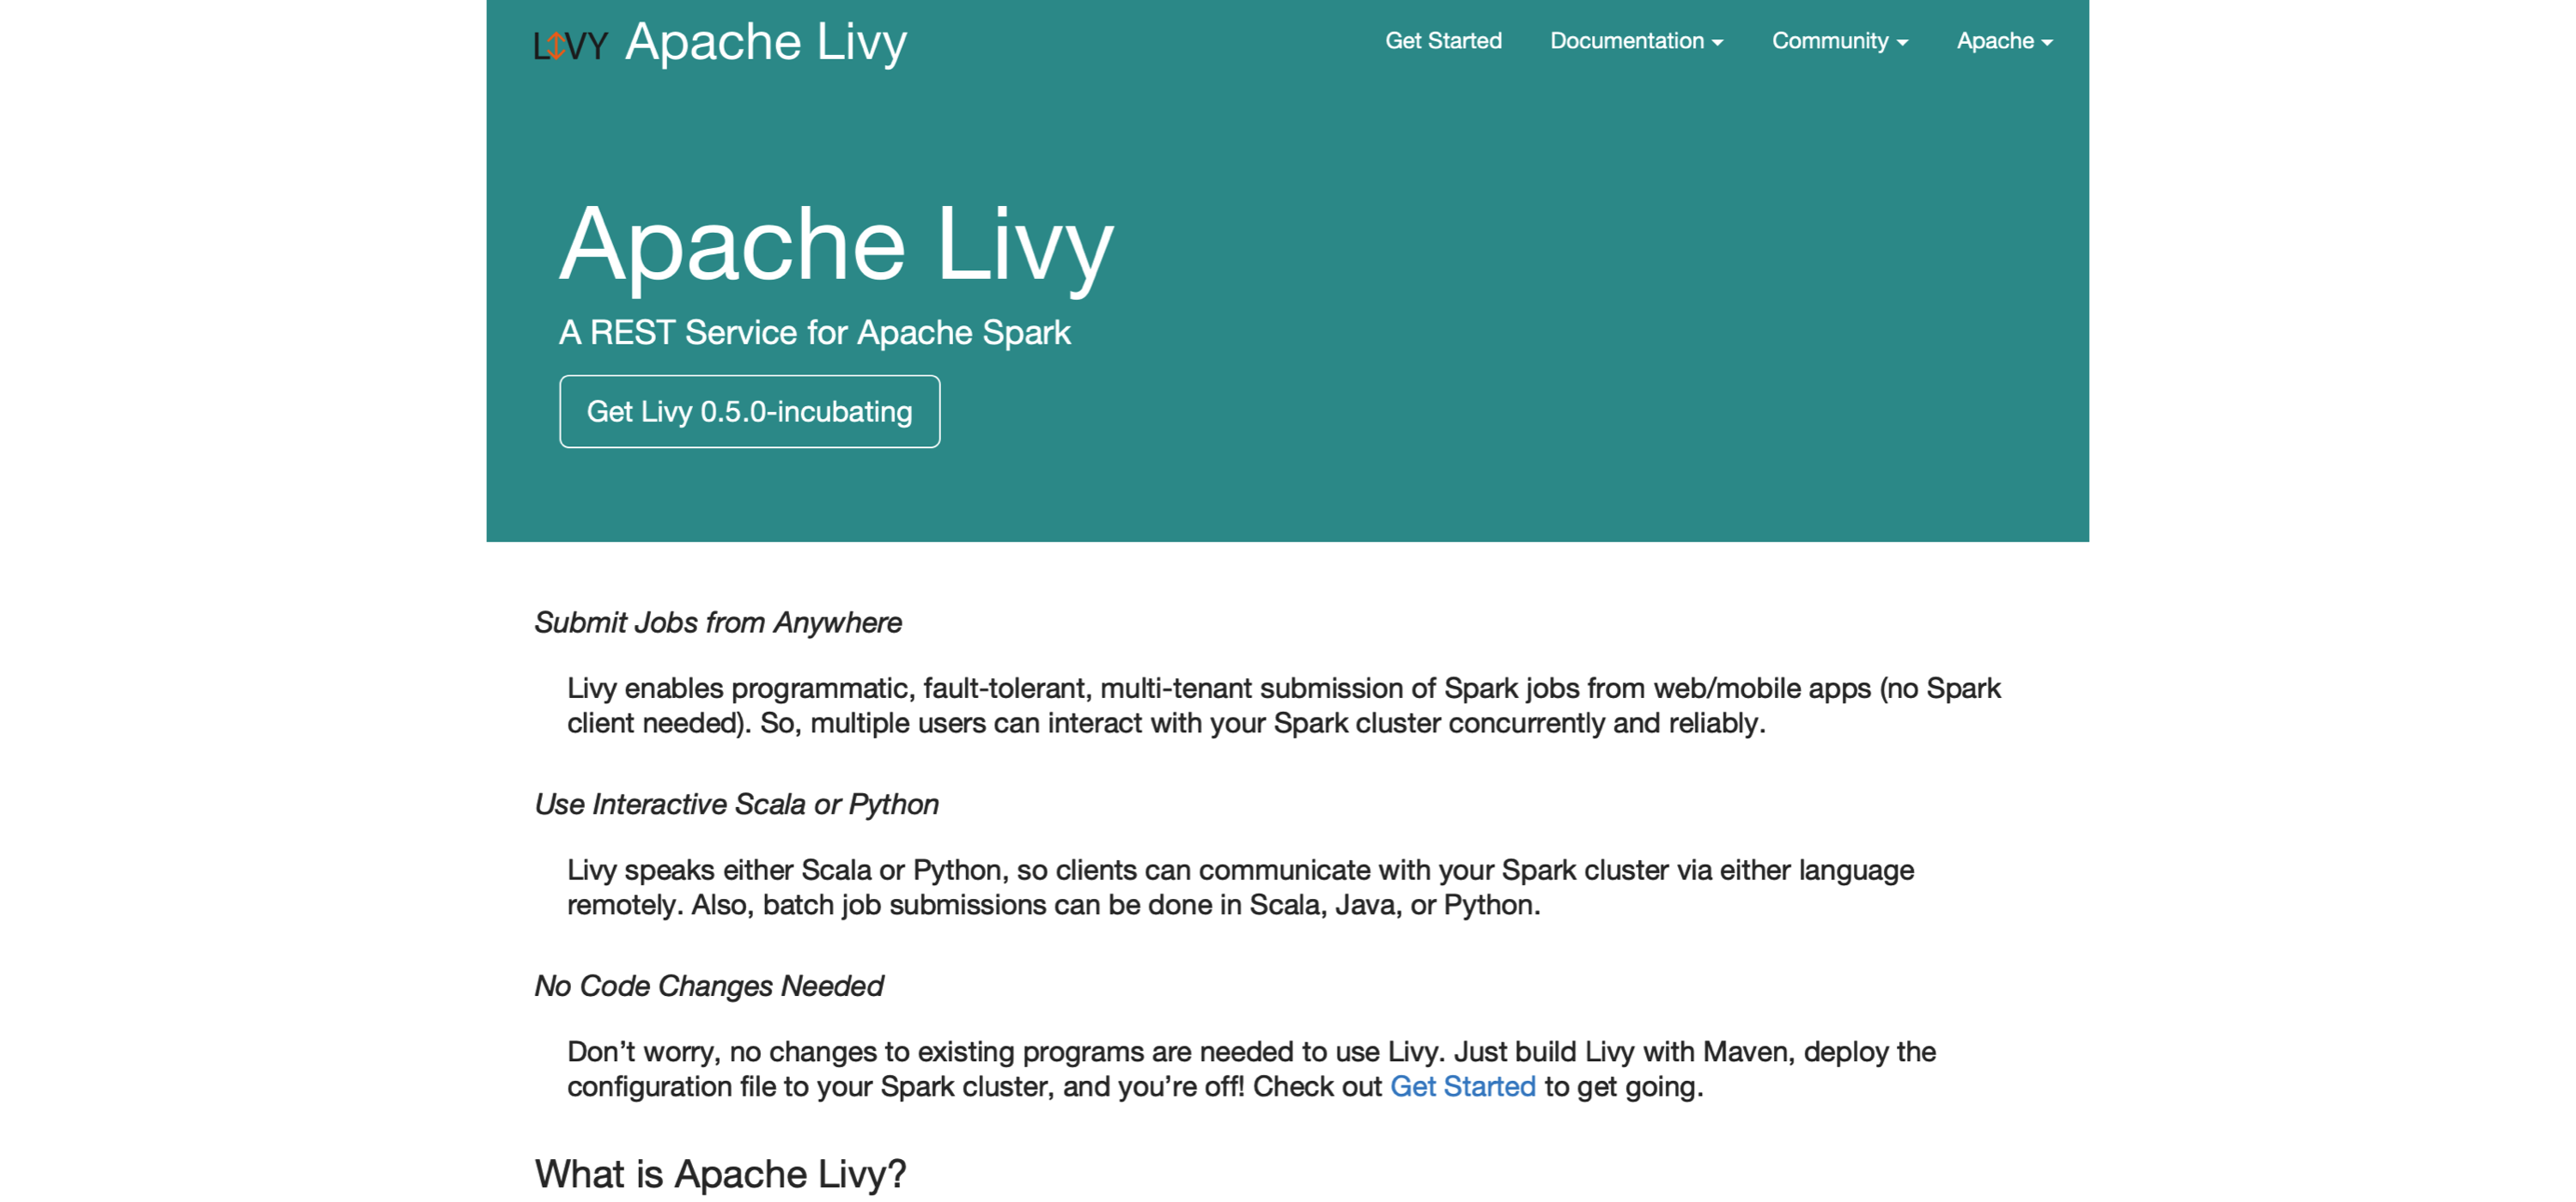 LIVY Apache Livy
Get Started Documentation Community Apache
Apache Livy
A REST Service for Apache Spark
Get Livy 0.5.0-incubating
Submit Jobs from Anywhere
Livy enables programmatic, fault-tolerant, multi-tenant submission of Spark jobs from web/mobile apps (no Spark
client needed). So, multiple users can interact with your Spark cluster concurrently and reliably.
Use Interactive Scala or Python
Livy speaks either Scala or Python, so clients can communicate with your Spark cluster via either language
remotely. Also, batch job submissions can be done in Scala, Java, or Python.
No Code Changes Needed
Don’t worry, no changes to existing programs are needed to use Livy. Just build Livy with Maven, deploy the
configuration file to your Spark cluster, and you’re off! Check out Get Started to get going.
What is Apache Livy?